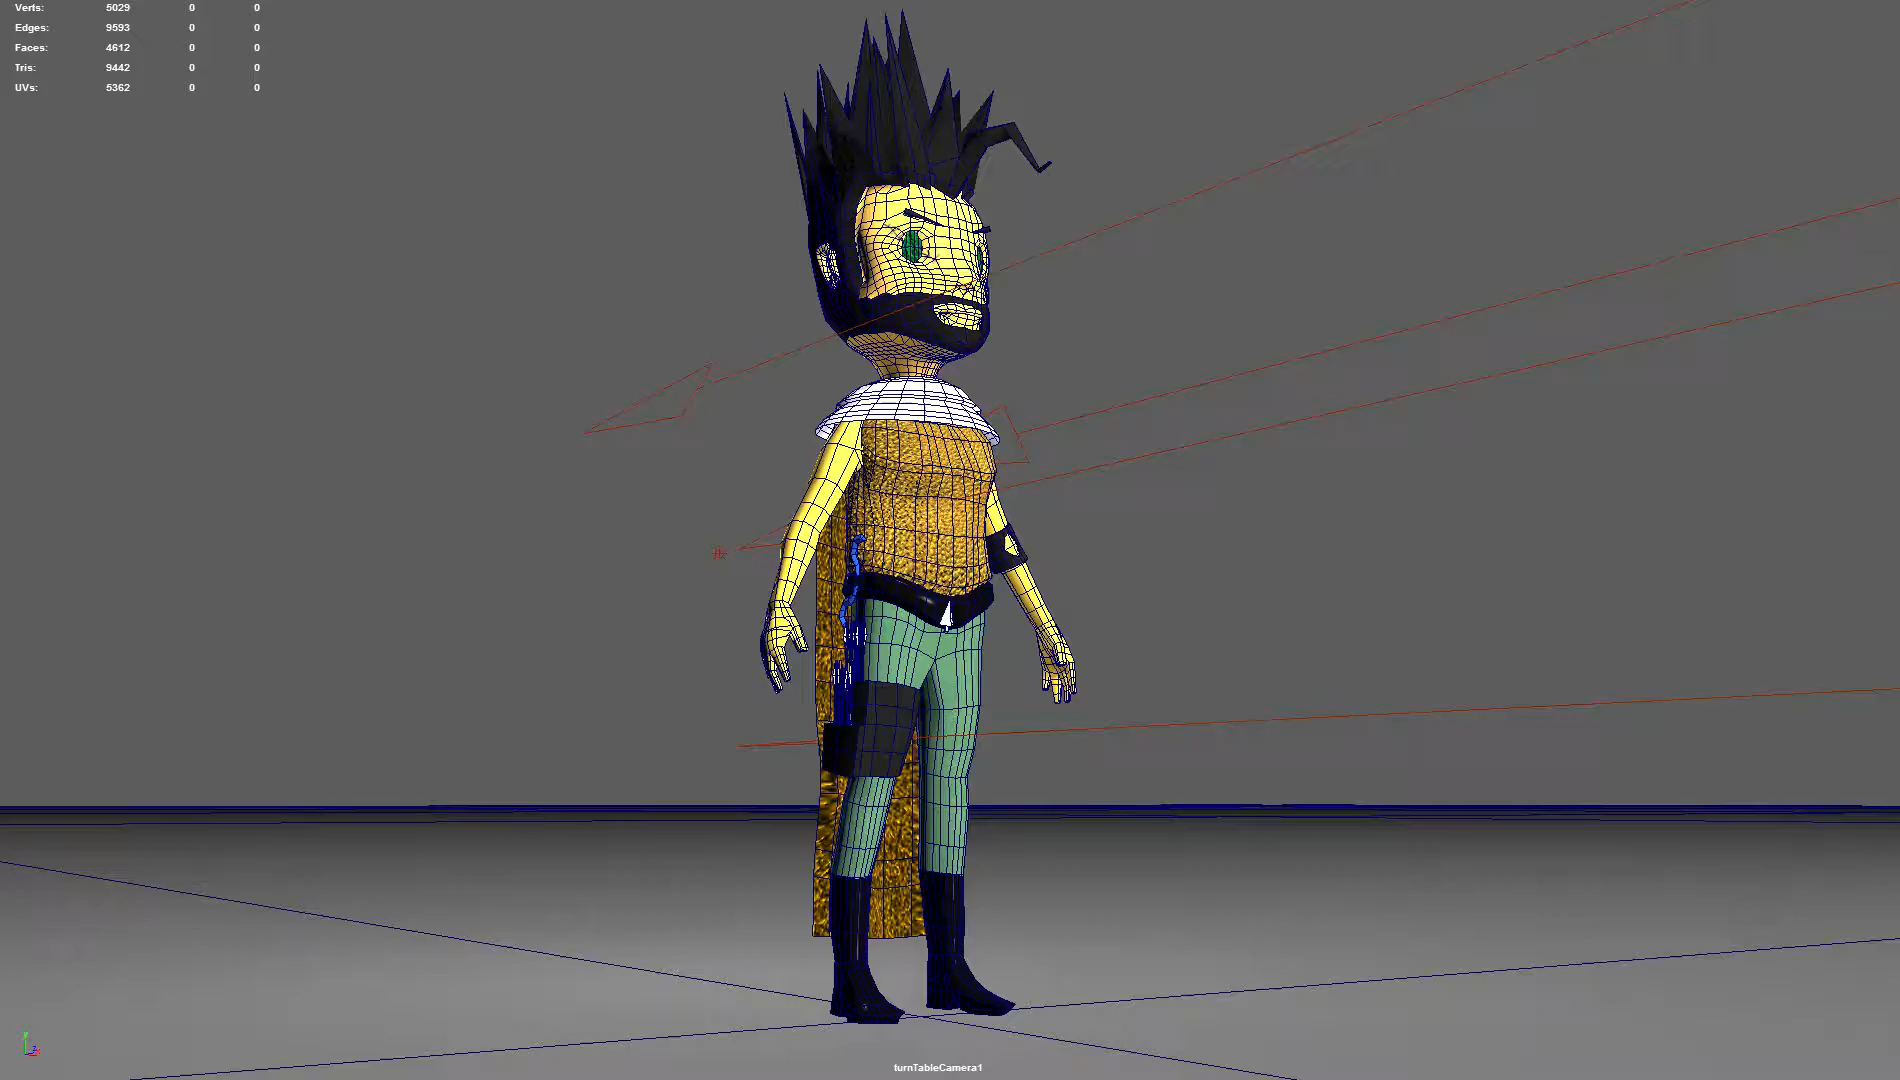 Verts: 5029 0 0
Edges: 9593 0 0
Faces: 4612 0 0
Tris: 9442 0 0
UVs: 5362 0 0
turnTableCamera1